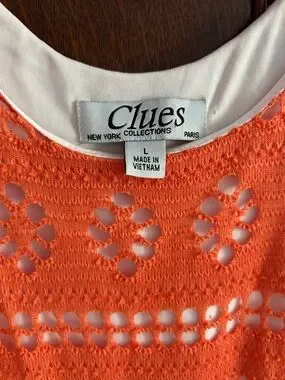 Clues
NEW YORK COLLECTIONS PARIS
L
MADE IN
VIETNAM